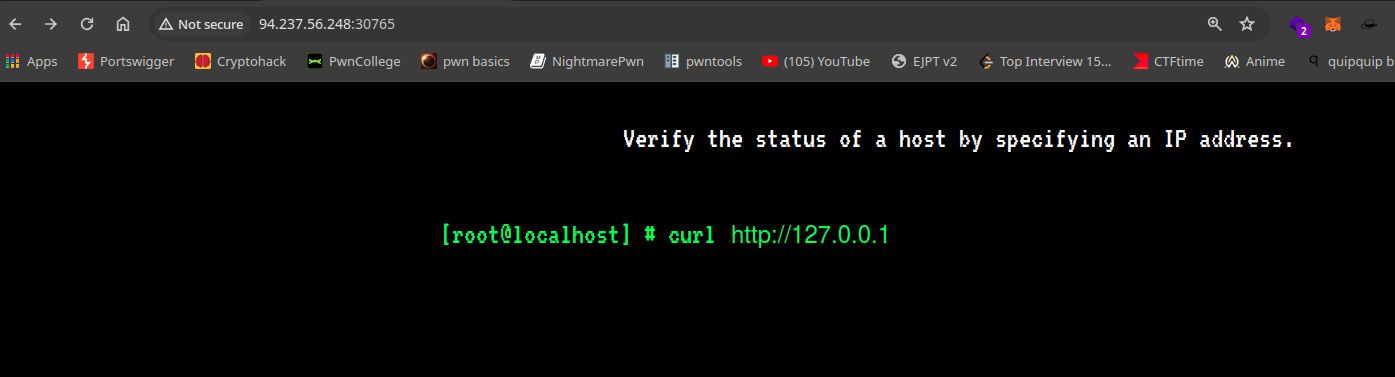 Not secure 94.237.56.248:30765
2
Apps Portswigger Cryptohack PwnCollege pwn basics NightmarePwn pwntools (105) YouTube EJPT v2 Top Interview 15... CTFtime Anime quipquip b
Verify the status of a host by specifying an IP address.
[root@localhost] # curl http://127.0.0.1